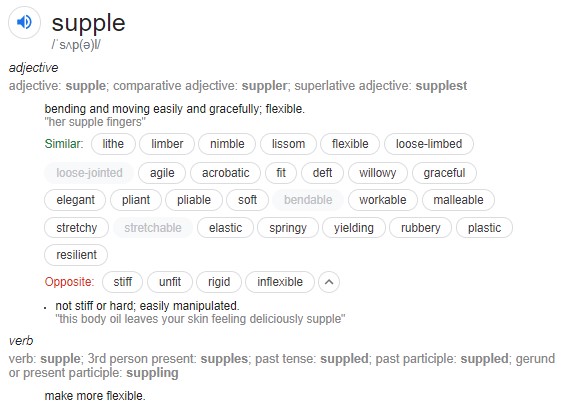 supple
/ˈsʌp(ə)l/
adjective
adjective: supple; comparative adjective: suppler; superlative adjective: supplest
bending and moving easily and gracefully; flexible.
"her supple fingers"
Similar: lithe limber nimble lissom flexible loose-limbed
loose-jointed agile acrobatic fit deft willowy graceful
elegant pliant pliable soft bendable workable malleable
stretchy stretchable elastic springy yielding rubbery plastic
resilient
Opposite: stiff unfit rigid inflexible
• not stiff or hard; easily manipulated.
"this body oil leaves your skin feeling deliciously supple"
verb
verb: supple; 3rd person present: supples; past tense: suppled; past participle: suppled; gerund
or present participle: suppling
make more flexible.